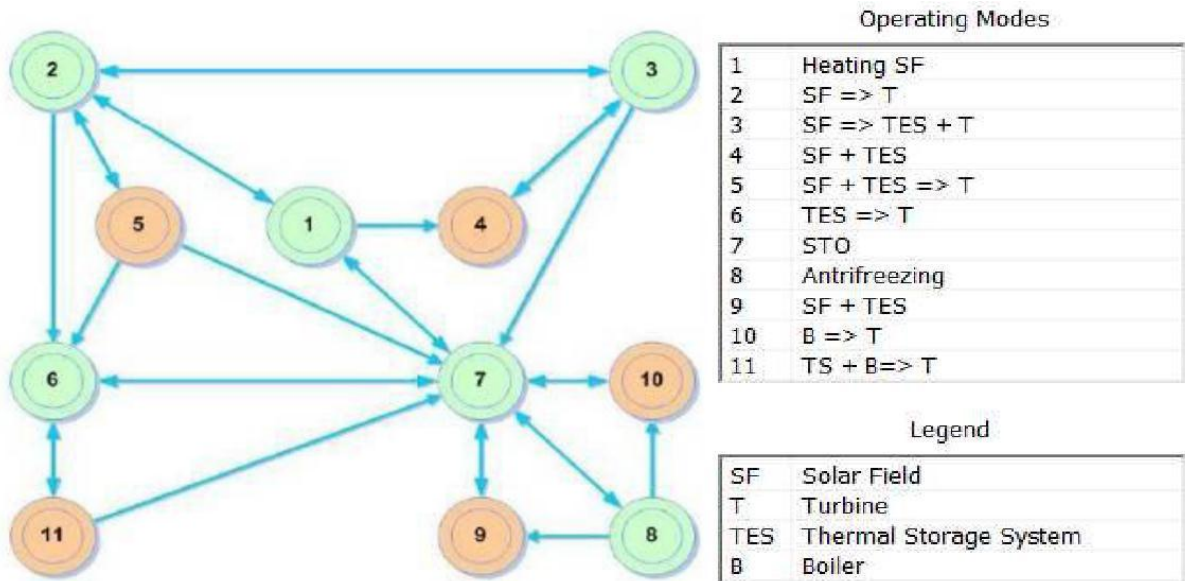 Operating Modes
2
3
5
1
4
6
7
10
11
9
8
1 Heating SF
2 SF => T
3 SF => TES + T
4 SF + TES
5 SF + TES => T
6 TES => T
7 STO
8 Antrifreezing
9 SF + TES
10 B => T
11 TS + B=> T
Legend
SF Solar Field
T Turbine
TES Thermal Storage System
B Boiler